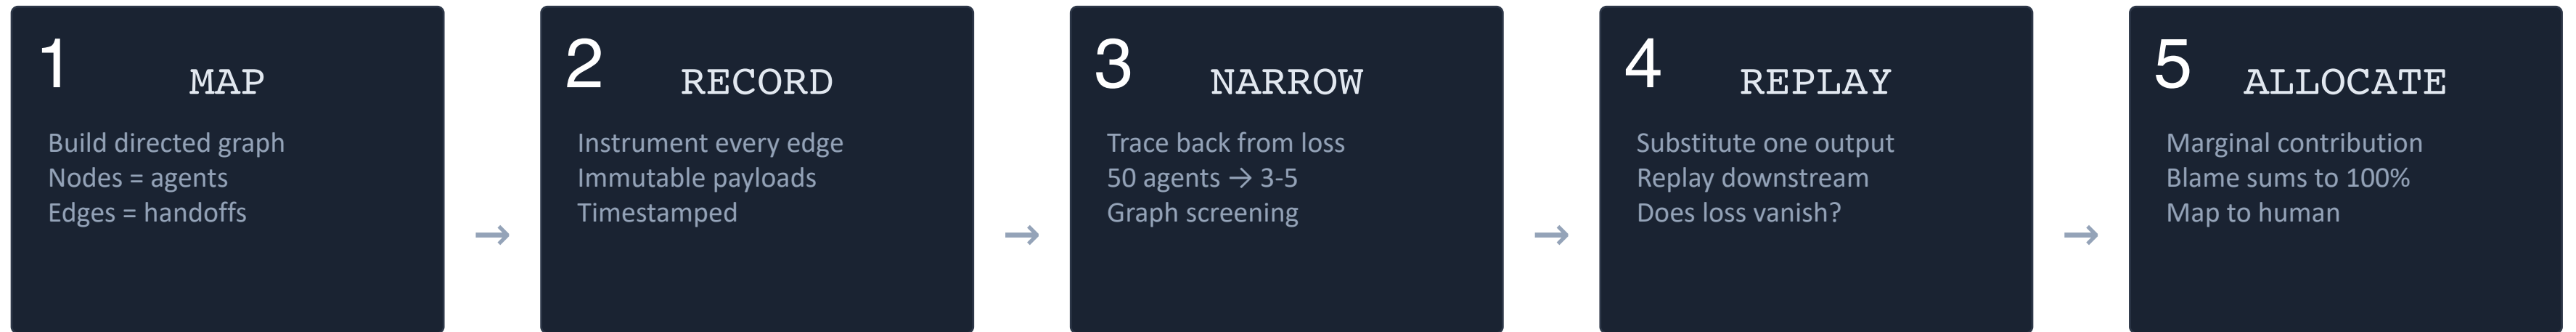 1
MAP
Build directed graph
Nodes = agents
Edges = handoffs
→
2
RECORD
Instrument every edge
Immutable payloads
Timestamped
→
3
NARROW
Trace back from loss
50 agents → 3-5
Graph screening
→
4
REPLAY
Substitute one output
Replay downstream
Does loss vanish?
→
5
ALLOCATE
Marginal contribution
Blame sums to 100%
Map to human